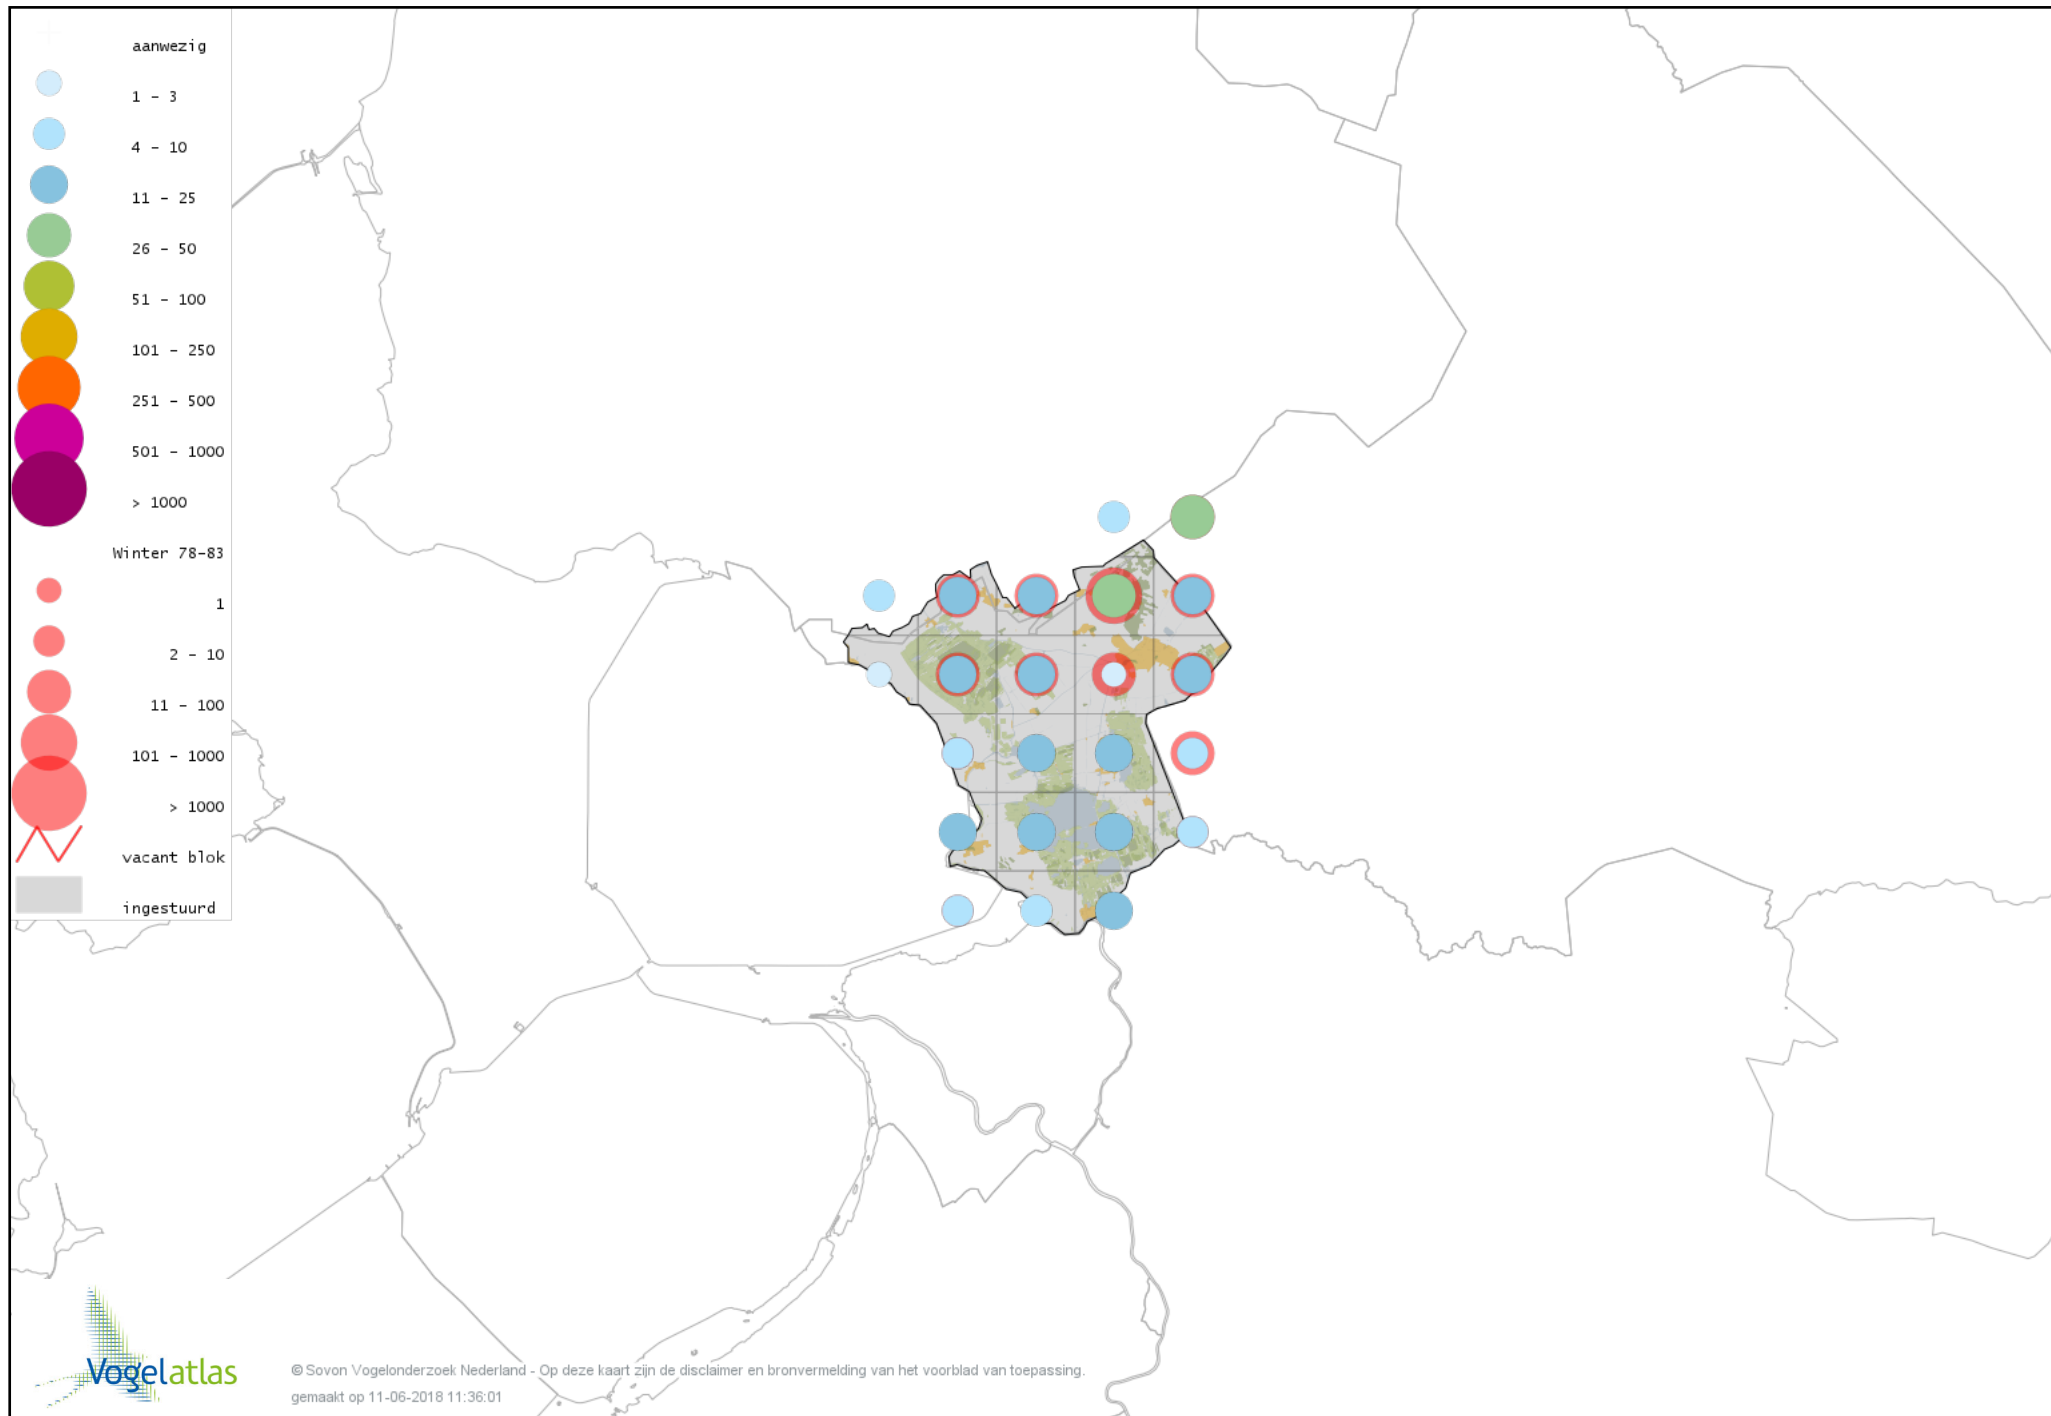 aanwezig
1 – 3
4 – 10
11 – 25
26 – 50
51 – 100
101 – 250
251 – 500
501 – 1000
> 1000
Winter 78-83
1
2 – 10
11 – 100
101 – 1000
> 1000
vacant blok
ingestuurd
Vogelatlas
© Sovon Vogelonderzoek Nederland - Op deze kaart zijn de disclaimer en bronvermelding van het voorblad van toepassing.
gemaakt op 11-06-2018 11:36:01